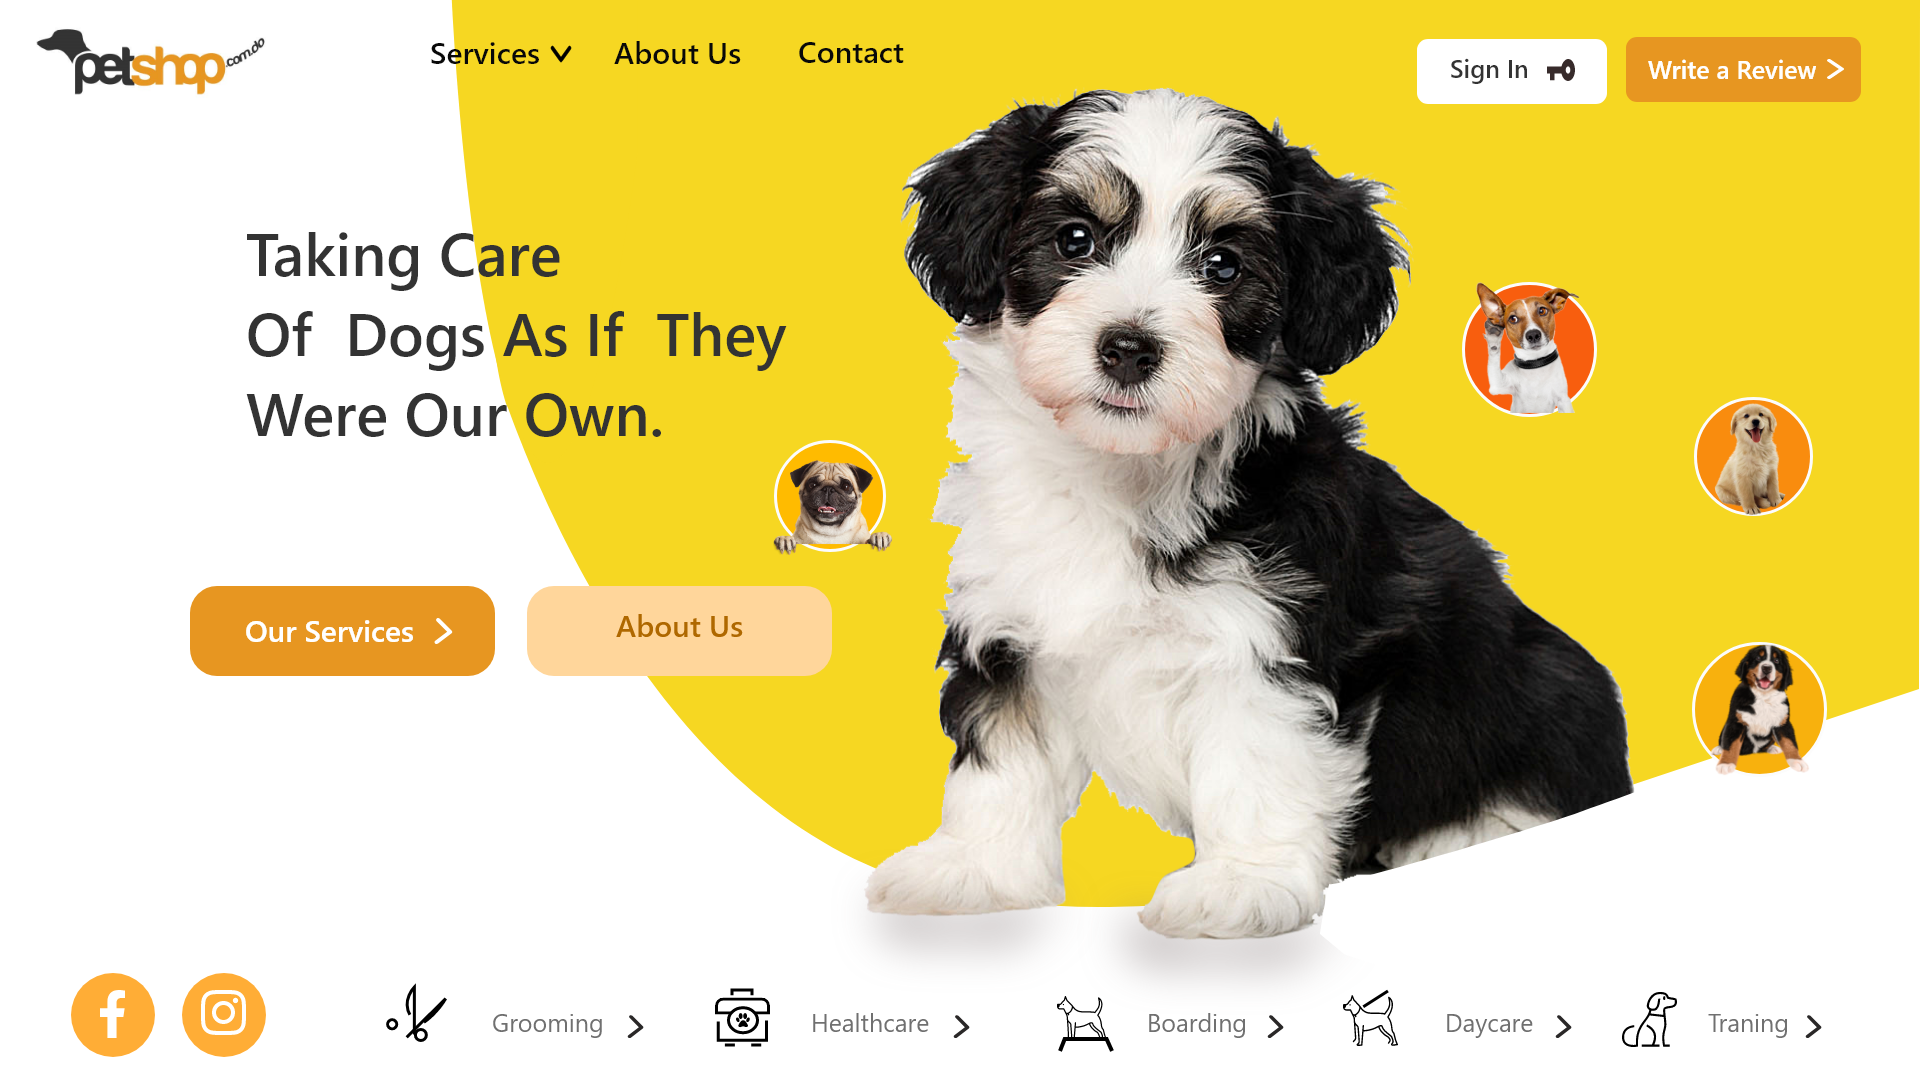 petshop.com.do
Services
About Us
Contact
Sign In
Write a Review
Taking Care
Of Dogs As If They
Were Our Own.
Our Services
About Us
Grooming
Healthcare
Boarding
Daycare
Traning